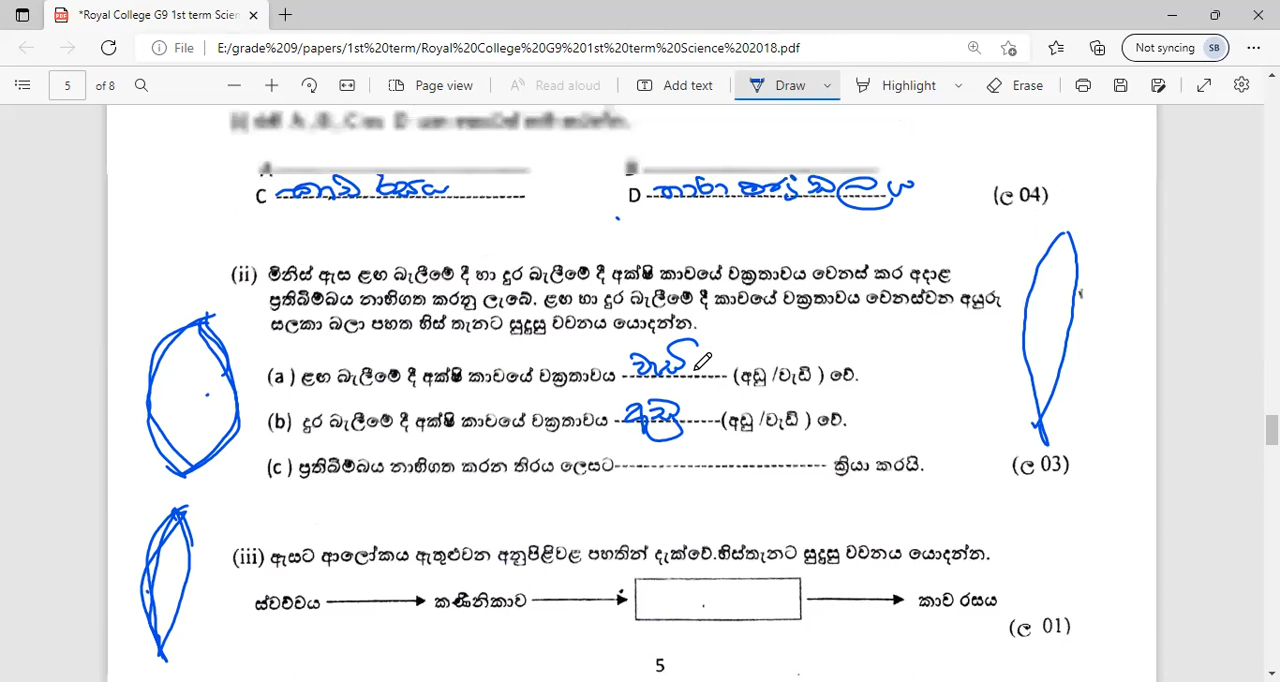 *Royal College G9 1st term Scien
File E:/grade%209/papers/1st%20term/Royal%20College%20G9%201st%20term%20Science%202018.pdf
Not syncing SB
5 of 8 Page view Read aloud Add text Draw Highlight Erase
A B
C කාච රසය D තාරා මණ්ඩලය (ල 04)
(ii) මිනිස් ඇස ළඟ බැලීමේ දී හා දුර බැලීමේ දී අක්ෂි කාචයේ වක්‍රතාවය වෙනස් කර අදාළ
ප්‍රතිබිම්බය නාභිගත කරනු ලැබේ. ළඟ හා දුර බැලීමේ දී කාචයේ වක්‍රතාවය වෙනස්වන අයුරු
සලකා බලා පහත හිස් තැනට සුදුසු වචනය යොදන්න.
(a ) ළඟ බැලීමේ දී අක්ෂි කාචයේ වක්‍රතාවය වැඩි (අඩු /වැඩි ) වේ.
(b) දුර බැලීමේ දී අක්ෂි කාචයේ වක්‍රතාවය අඩු (අඩු /වැඩි ) වේ.
(c ) ප්‍රතිබිම්බය නාභිගත කරන තිරය ලෙසට ක්‍රියා කරයි. (ල 03)
(iii) ඇසට ආලෝකය ඇතුළුවන අනුපිළිවළ පහතින් දැක්වේ.හිස්තැනට සුදුසු වචනය යොදන්න.
ස්වච්චය කණීනිකාව කාච රසය
(ල 01)
5